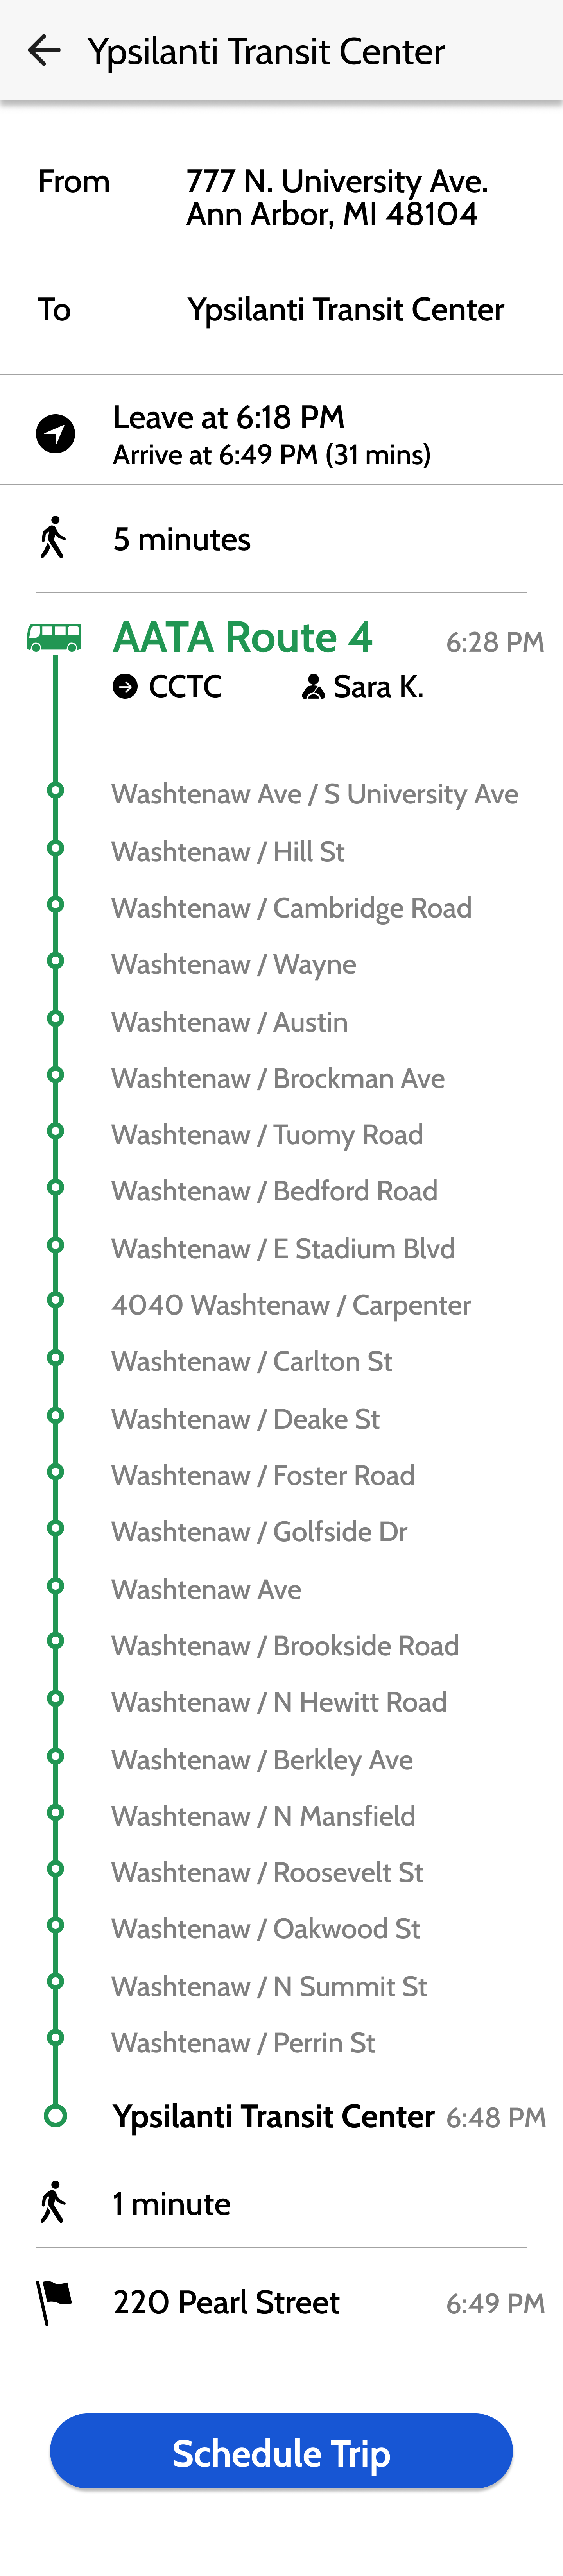 Ypsilanti Transit Center
From
777 N. University Ave.
Ann Arbor, MI 48104
To
Ypsilanti Transit Center
Leave at 6:18 PM
Arrive at 6:49 PM (31 mins)
5 minutes
AATA Route 4
6:28 PM
CCTC
Sara K.
Washtenaw Ave / S University Ave
Washtenaw / Hill St
Washtenaw / Cambridge Road
Washtenaw / Wayne
Washtenaw / Austin
Washtenaw / Brockman Ave
Washtenaw / Tuomy Road
Washtenaw / Bedford Road
Washtenaw / E Stadium Blvd
4040 Washtenaw / Carpenter
Washtenaw / Carlton St
Washtenaw / Deake St
Washtenaw / Foster Road
Washtenaw / Golfside Dr
Washtenaw Ave
Washtenaw / Brookside Road
Washtenaw / N Hewitt Road
Washtenaw / Berkley Ave
Washtenaw / N Mansfield
Washtenaw / Roosevelt St
Washtenaw / Oakwood St
Washtenaw / N Summit St
Washtenaw / Perrin St
Ypsilanti Transit Center 6:48 PM
1 minute
220 Pearl Street
6:49 PM
Schedule Trip